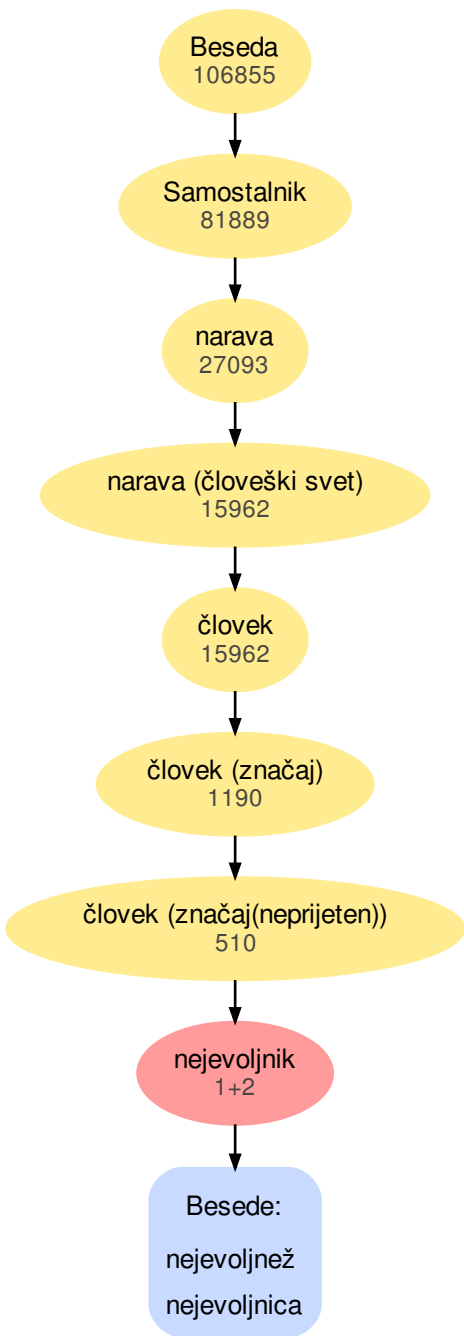 Beseda
106855
Samostalnik
81889
narava
27093
narava (človeški svet)
15962
človek
15962
človek (značaj)
1190
človek (značaj(neprijeten))
510
nejevoljnik
1+2
Besede:
nejevoljnež
nejevoljnica